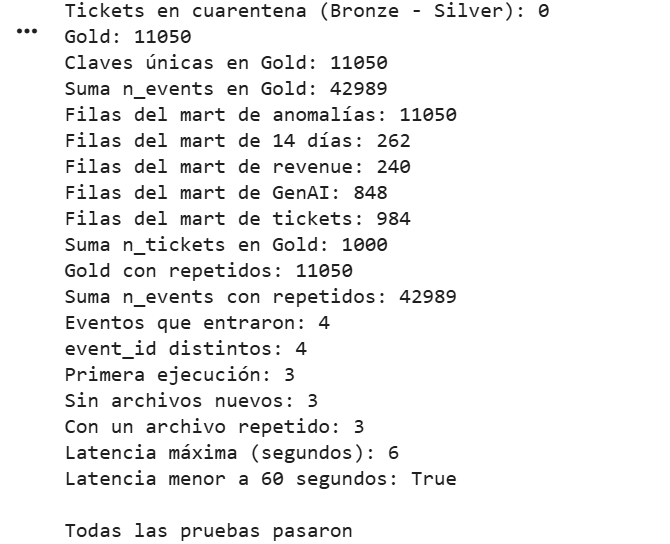 Tickets en cuarentena (Bronze - Silver): 0
Gold: 11050
Claves únicas en Gold: 11050
Suma n_events en Gold: 42989
Filas del mart de anomalías: 11050
Filas del mart de 14 días: 262
Filas del mart de revenue: 240
Filas del mart de GenAI: 848
Filas del mart de tickets: 984
Suma n_tickets en Gold: 1000
Gold con repetidos: 11050
Suma n_events con repetidos: 42989
Eventos que entraron: 4
event_id distintos: 4
Primera ejecución: 3
Sin archivos nuevos: 3
Con un archivo repetido: 3
Latencia máxima (segundos): 6
Latencia menor a 60 segundos: True
Todas las pruebas pasaron